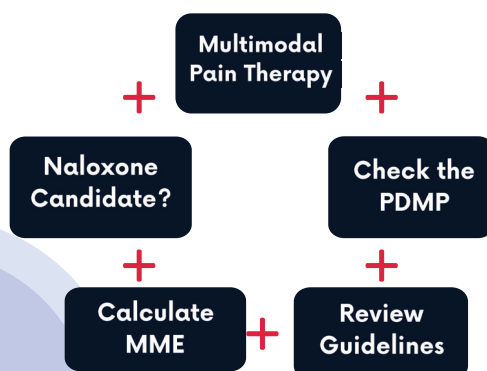 Multimodal
Pain Therapy
Naloxone
Candidate?
Check the
PDMP
Calculate
MME
Review
Guidelines